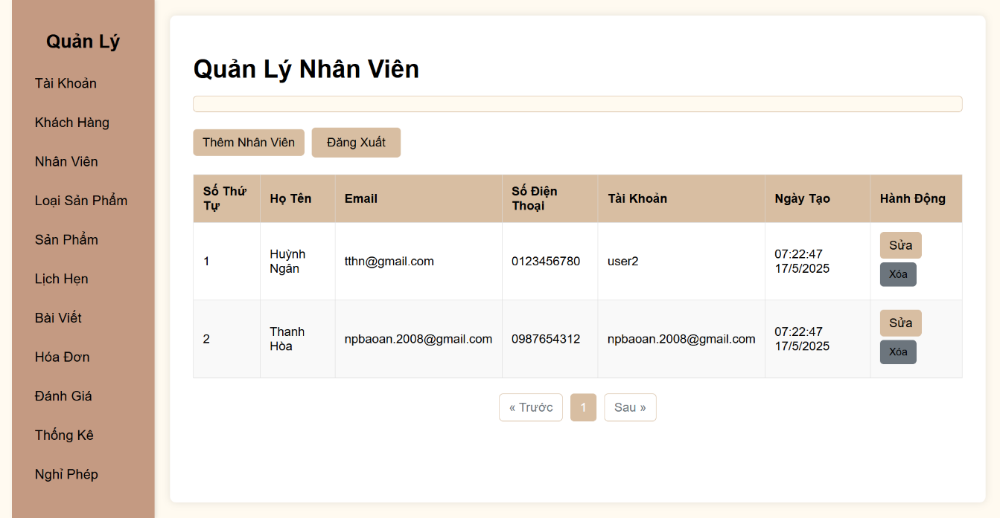 Quản Lý
Tài Khoản
Khách Hàng
Nhân Viên
Loại Sản Phẩm
Sản Phẩm
Lịch Hẹn
Bài Viết
Hóa Đơn
Đánh Giá
Thống Kê
Nghỉ Phép
Quản Lý Nhân Viên
Thêm Nhân Viên Đăng Xuất
Số Thứ Tự Họ Tên Email Số Điện Thoại Tài Khoản Ngày Tạo Hành Động
1 Huỳnh Ngân tthn@gmail.com 0123456780 user2 07:22:47 17/5/2025 Sửa Xóa
2 Thanh Hòa npbaoan.2008@gmail.com 0987654312 npbaoan.2008@gmail.com 07:22:47 17/5/2025 Sửa Xóa
« Trước 1 Sau »